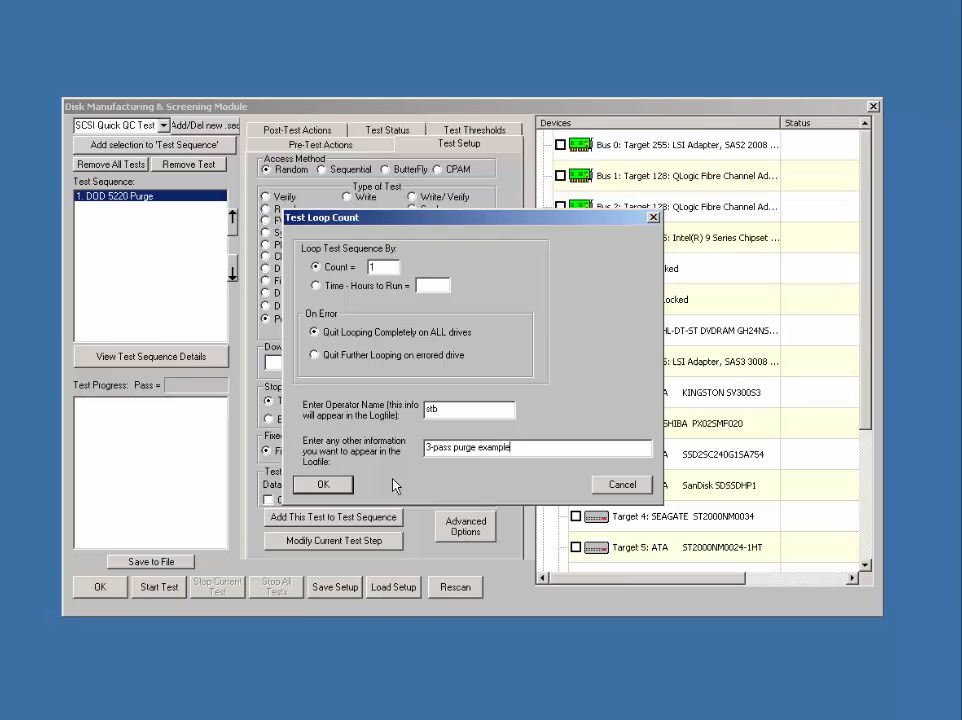 Disk Manufacturing & Screening Module
SCSI Quick QC Test
Add/Del new .sec
Add selection to 'Test Sequence'
Remove All Tests
Remove Test
Test Sequence:
1. DOD 5220 Purge
View Test Sequence Details
Test Progress: Pass =
Save to File
OK
Start Test
Stop Current Test
Stop All Tests
Save Setup
Load Setup
Rescan
Post-Test Actions
Test Status
Test Thresholds
Pre-Test Actions
Test Setup
Access Method
Random
Sequential
ButterFly
CPAM
Type of Test
Verify
Write
Write/Verify
Test Loop Count
Loop Test Sequence By:
Count = 1
Time - Hours to Run =
On Error
Quit Looping Completely on ALL drives
Quit Further Looping on errored drive
Enter Operator Name (this info
will appear in the Logfile):
stb
Enter any other information
you want to appear in the
Logfile:
3-pass purge example
OK
Cancel
Add This Test to Test Sequence
Modify Current Test Step
Advanced
Options
Devices
Status
Bus 0: Target 255: LSI Adapter, SAS2 2008 ...
Bus 1: Target 128: QLogic Fibre Channel Ad...
Bus 2: Target 128: QLogic Fibre Channel Ad...
: Intel(R) 9 Series Chipset ...
ked
ocked
HL-DT-ST DVDRAM GH24NS...
: LSI Adapter, SAS3 3008 ...
A KINGSTON SV300S3
SHIBA PX02SMF020
A SSD2SC240G1SA754
A SanDisk SDSSDHP1
Target 4: SEAGATE ST2000NM0034
Target 5: ATA ST2000NM0024-1HT